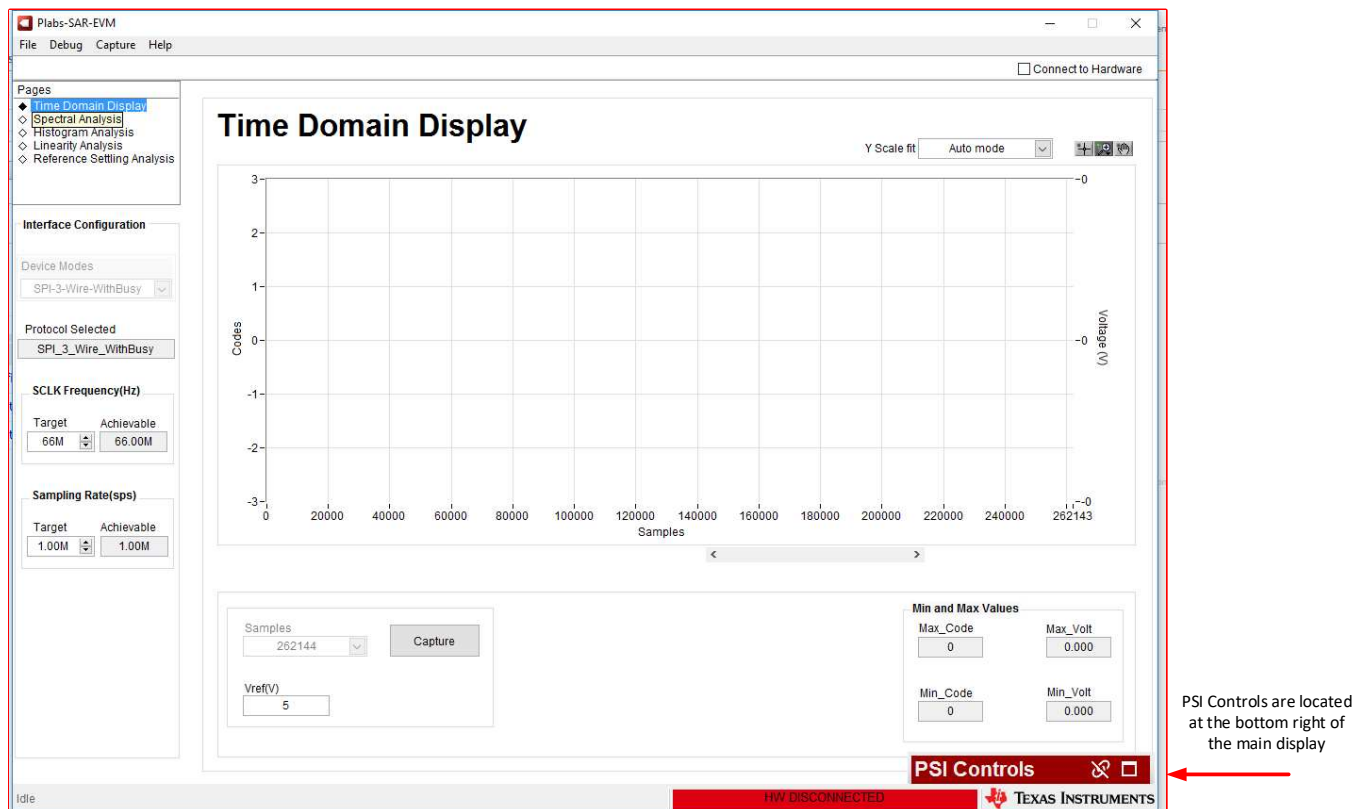 Plabs-SAR-EVM
File Debug Capture Help
Connect to Hardware
Pages
Time Domain Display
Spectral Analysis
Histogram Analysis
Linearity Analysis
Reference Settling Analysis
Interface Configuration
Device Modes
SPI-3-Wire-WithBusy
Protocol Selected
SPI_3_Wire_WithBusy
SCLK Frequency(Hz)
Target Achievable
66M 66.00M
Sampling Rate(sps)
Target Achievable
1.00M 1.00M
Time Domain Display
Y Scale fit Auto mode
Codes
3
2
1
0
-1
-2
-3
0 20000 40000 60000 80000 100000 120000 140000 160000 180000 200000 220000 240000 262143
Samples
0
0
-0
Voltage (V)
< >
Samples
262144
Capture
Vref(V)
5
Min and Max Values
Max_Code Max_Volt
0 0.000
Min_Code Min_Volt
0 0.000
PSI Controls
Idle
HW DISCONNECTED
TEXAS INSTRUMENTS
PSI Controls are located
at the bottom right of
the main display